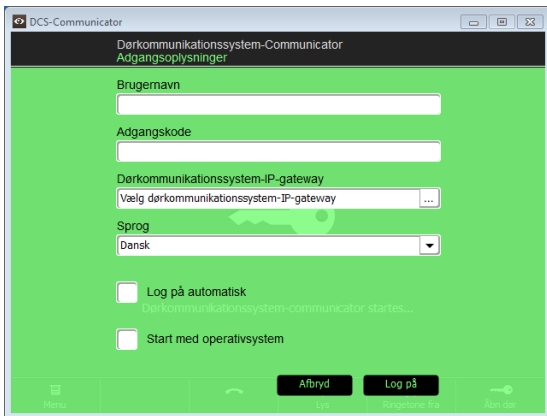 DCS-Communicator
Dørkommunikationssystem-Communicator
Adgangsoplysninger
Brugernavn
Adgangskode
Dørkommunikationssystem-IP-gateway
Vælg dørkommunikationssystem-IP-gateway ...
Sprog
Dansk
Log på automatisk
Dørkommunikationssystem-communicator startes...
Start med operativsystem
Afbryd Log på
Menu Lys Ringetone fra Åbn dør